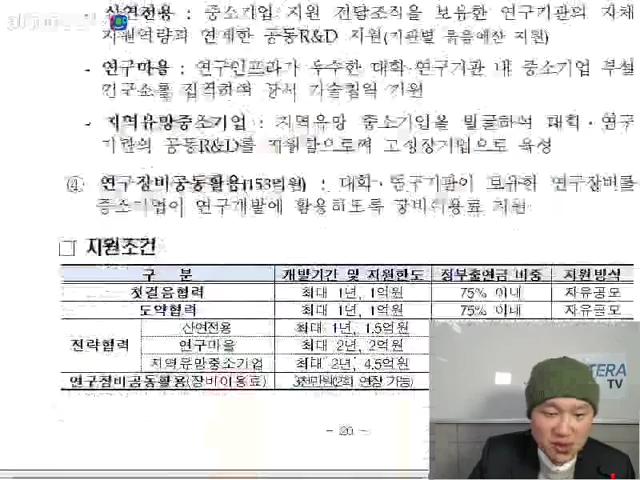 산연전용 : 중소기업 지원 전담조직을 보유한 연구기관의 자체
지원역량과 연계한 공동R&D 지원(기관별 묶음예산 지원)
- 연구마을 : 연구인프라가 우수한 대학·연구기관 내 중소기업 부설
연구소를 집적하여 지원
- 지역유망중소기업 : 지역유망 중소기업을 발굴하여 대학·연구
기관의 공동R&D를 지원함으로써 고성장기업으로 육성
④ 연구장비공동활용(153억원) : 대학·연구기관이 보유한 연구장비를
중소기업이 연구개발에 활용하도록 장비이용료 지원
□ 지원조건
구 분 개발기간 및 지원한도 정부출연금 비중 지원방식
첫걸음협력 최대 1년, 1억원 75% 이내 자유공모
도약협력 최대 1년, 1억원 75% 이내 자유공모
전략협력 산연전용 최대 1년, 1.5억원
연구마을 최대 2년, 2억원
지역유망중소기업 최대 2년, 4.5억원
연구장비공동활용(장비이용료) 3천만원(2회 연장 가능)
- 20 -
TERA
TV